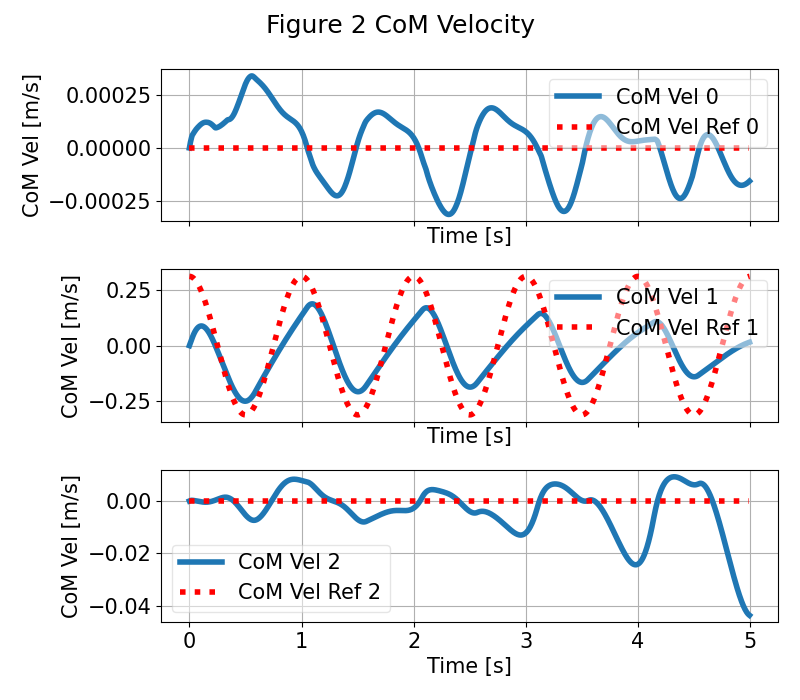 Figure 2 CoM Velocity
CoM Vel [m/s]
0.00025
0.00000
−0.00025
CoM Vel 0
CoM Vel Ref 0
Time [s]
CoM Vel [m/s]
0.25
0.00
−0.25
CoM Vel 1
CoM Vel Ref 1
Time [s]
CoM Vel [m/s]
0.00
−0.02
−0.04
CoM Vel 2
CoM Vel Ref 2
0 1 2 3 4 5
Time [s]